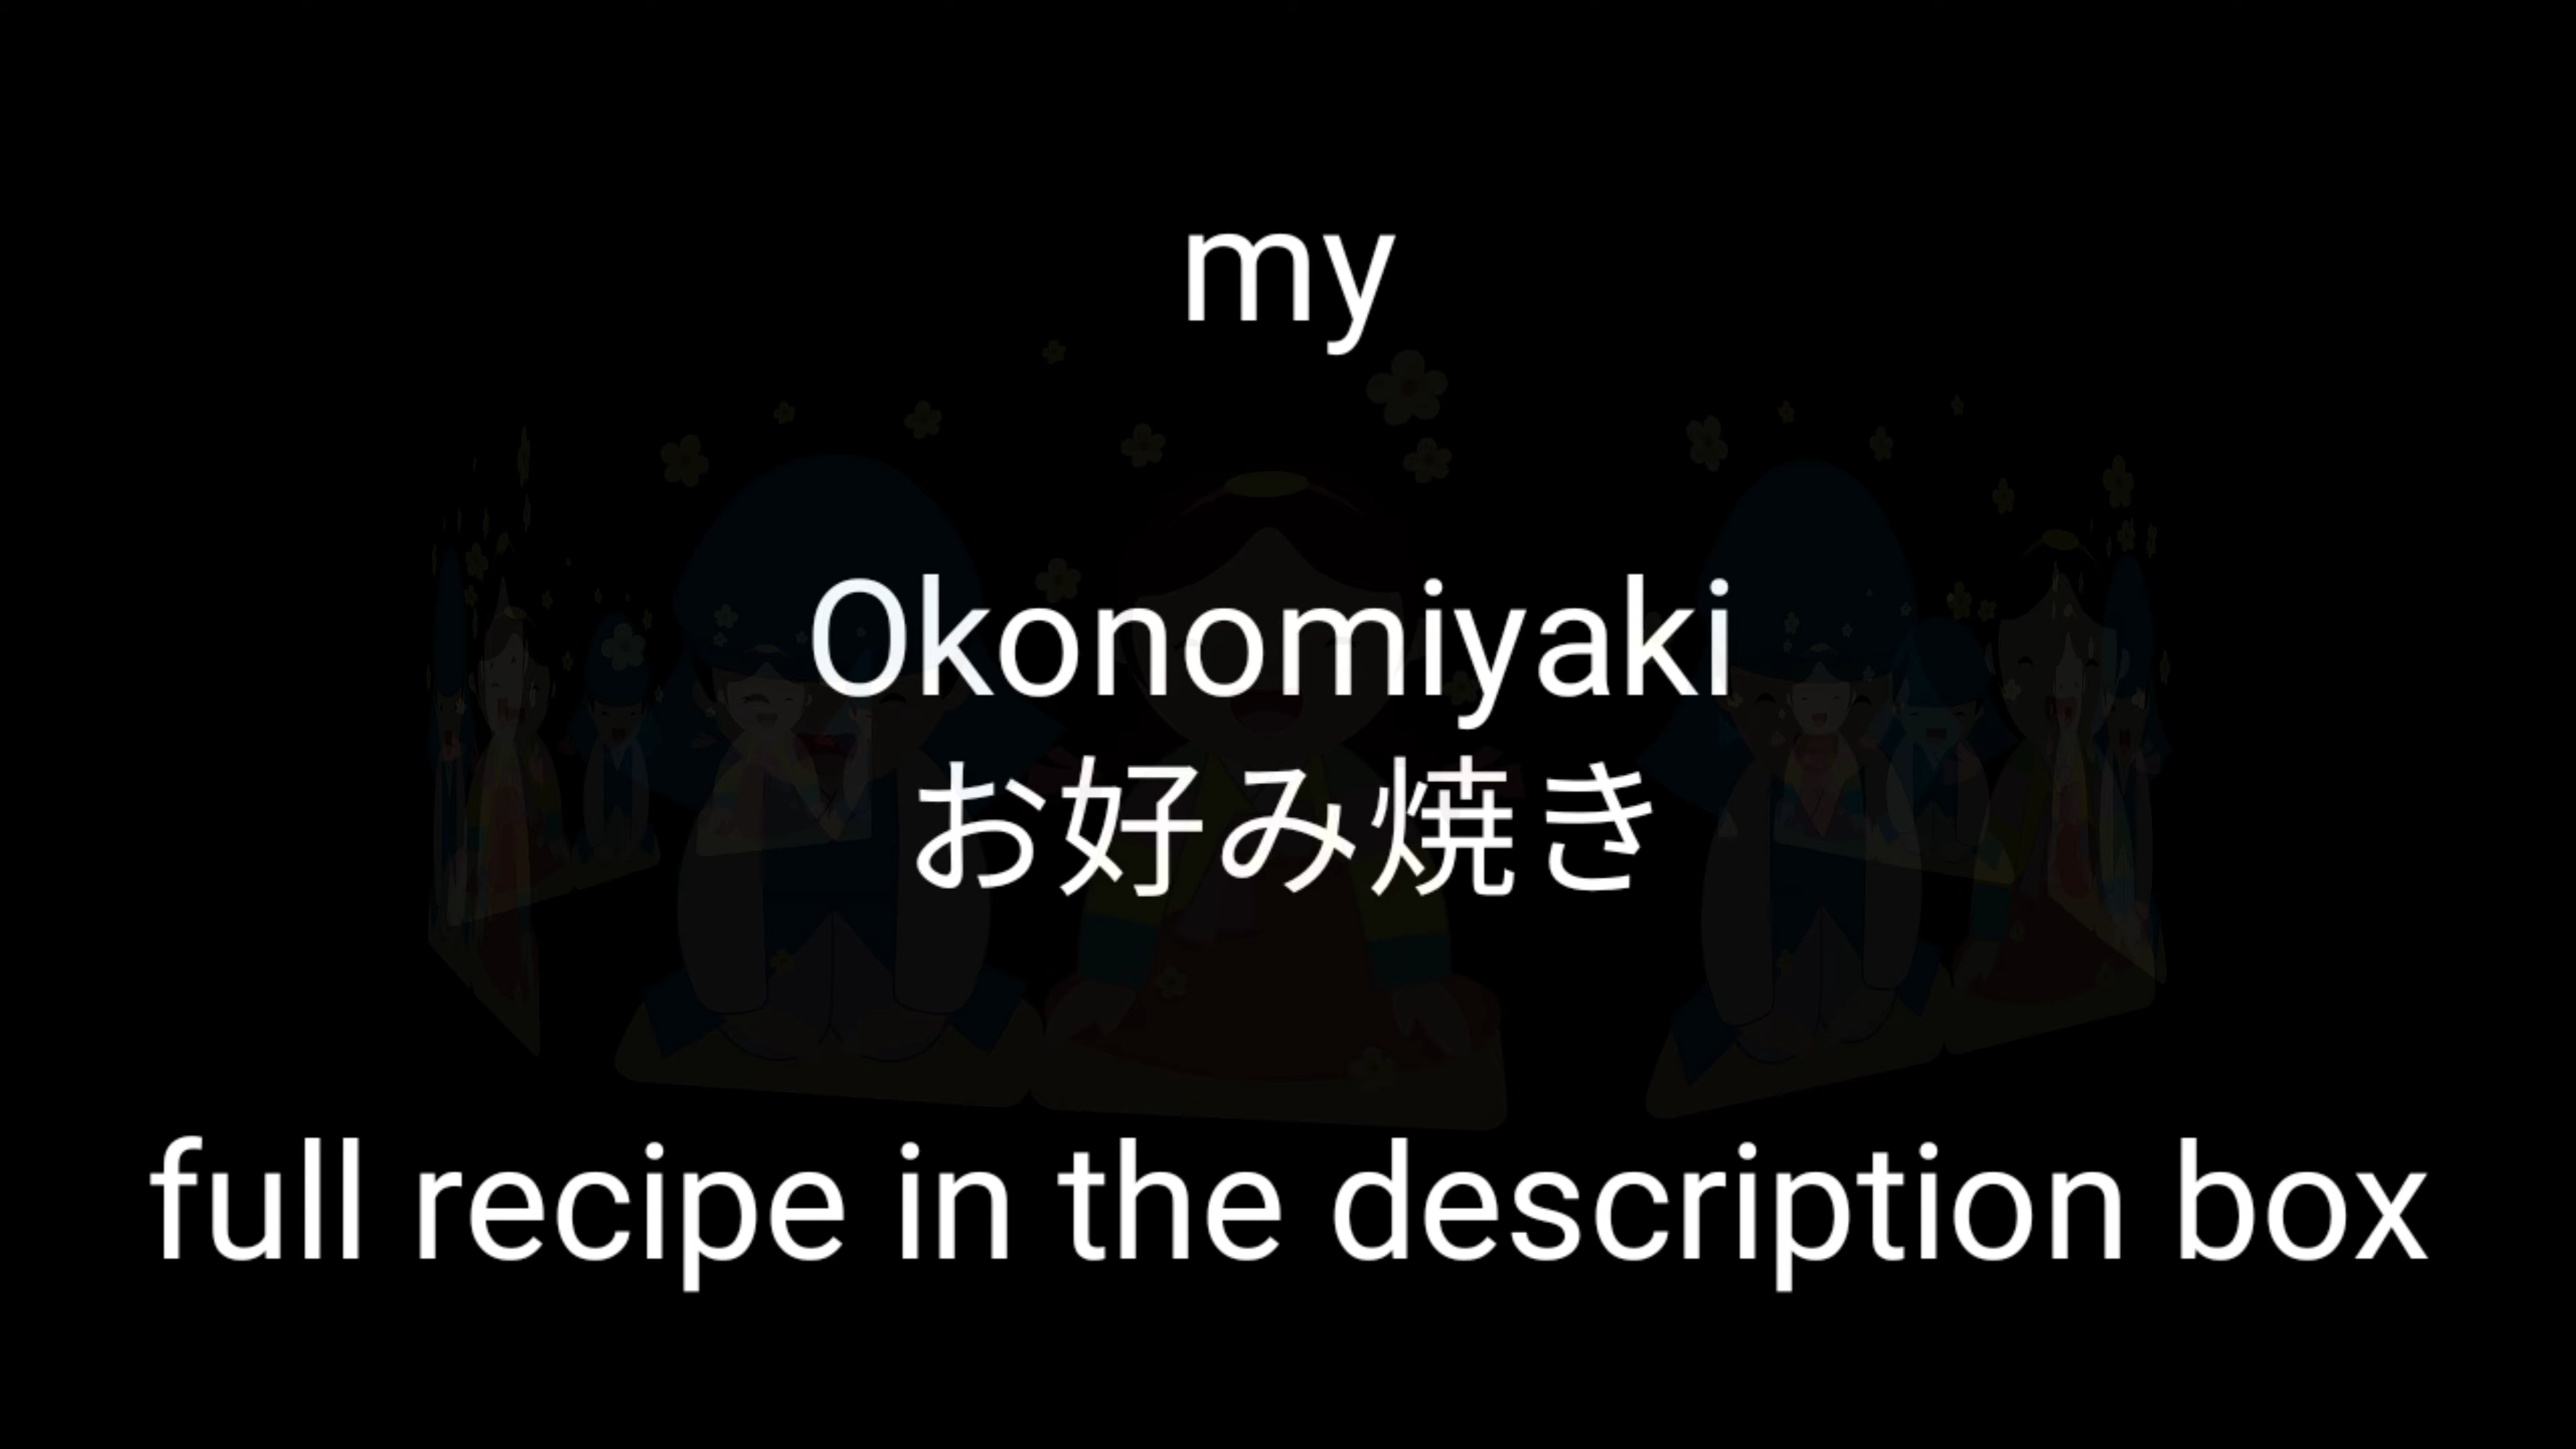 my
Okonomiyaki
お好み焼き
full recipe in the description box